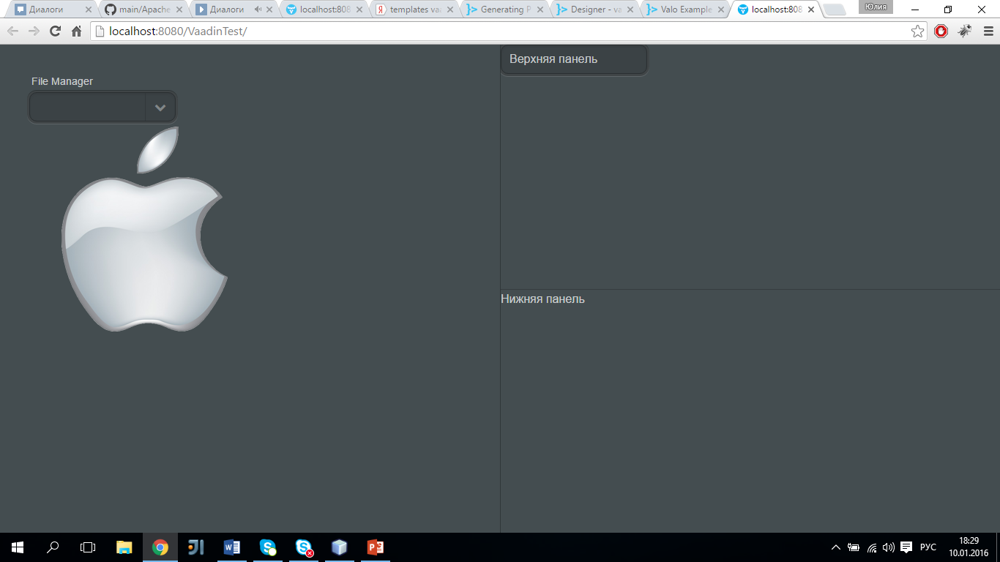 Диалоги
main/Apache
Диалоги
localhost:808
templates vaa
Generating P
Designer - va
Valo Example
localhost:808
Юлия
localhost:8080/VaadinTest/
File Manager
Верхняя панель
Нижняя панель
РУС
18:29
10.01.2016